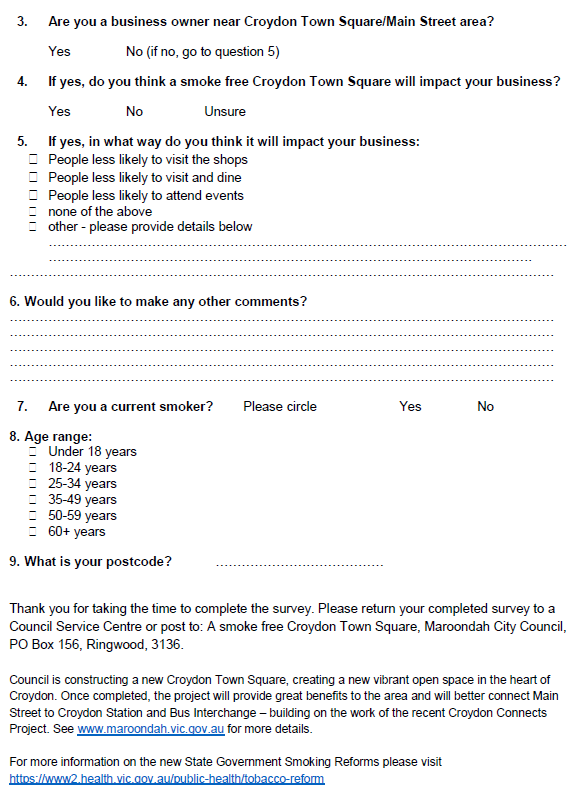 3. Are you a business owner near Croydon Town Square/Main Street area?
Yes No (if no, go to question 5)
4. If yes, do you think a smoke free Croydon Town Square will impact your business?
Yes No Unsure
5. If yes, in what way do you think it will impact your business:
People less likely to visit the shops
People less likely to visit and dine
People less likely to attend events
none of the above
other - please provide details below
6. Would you like to make any other comments?
7. Are you a current smoker? Please circle Yes No
8. Age range:
Under 18 years
18-24 years
25-34 years
35-49 years
50-59 years
60+ years
9. What is your postcode?
Thank you for taking the time to complete the survey. Please return your completed survey to a
Council Service Centre or post to: A smoke free Croydon Town Square, Maroondah City Council,
PO Box 156, Ringwood, 3136.
Council is constructing a new Croydon Town Square, creating a new vibrant open space in the heart of
Croydon. Once completed, the project will provide great benefits to the area and will better connect Main
Street to Croydon Station and Bus Interchange – building on the work of the recent Croydon Connects
Project. See www.maroondah.vic.gov.au for more details.
For more information on the new State Government Smoking Reforms please visit
https://www2.health.vic.gov.au/public-health/tobacco-reform